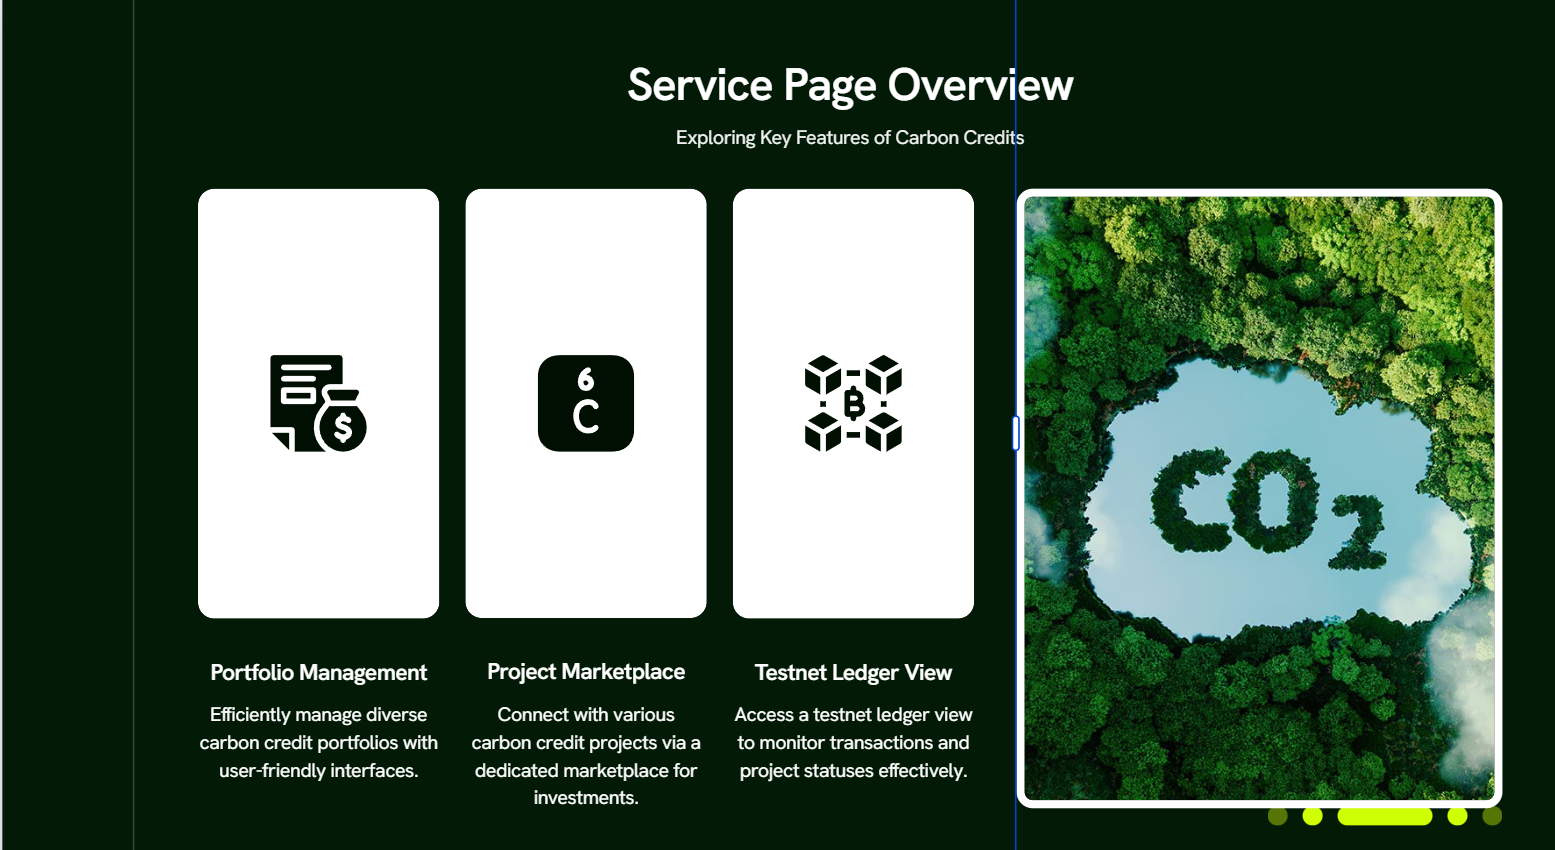 Service Page Overview
Exploring Key Features of Carbon Credits
$
6
C
B
CO2
Portfolio Management
Efficiently manage diverse
carbon credit portfolios with
user-friendly interfaces.
Project Marketplace
Connect with various
carbon credit projects via a
dedicated marketplace for
investments.
Testnet Ledger View
Access a testnet ledger view
to monitor transactions and
project statuses effectively.